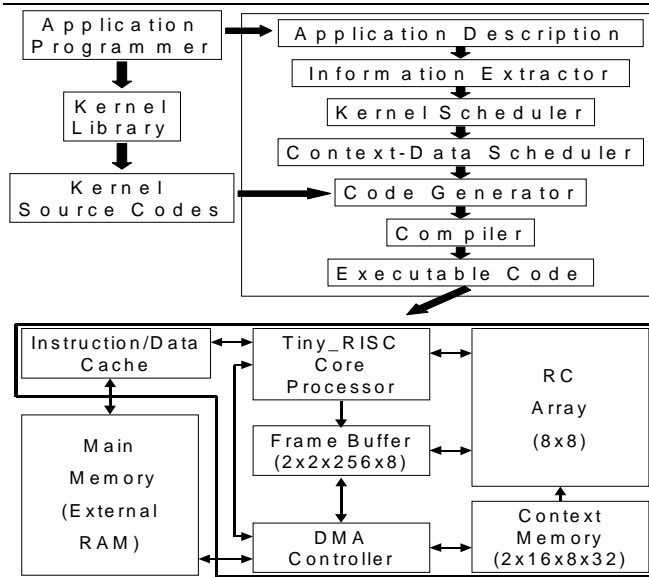 Application
Programmer
Kernel
Library
Kernel
Source Codes
Application Description
Information Extractor
Kernel Scheduler
Context-Data Scheduler
Code Generator
Compiler
Executable Code
Instruction/Data
Cache
Tiny_RISC
Core
Processor
RC
Array
(8x8)
Main
Memory
(External
RAM)
Frame Buffer
(2x2x256x8)
DMA
Controller
Context
Memory
(2x16x8x32)